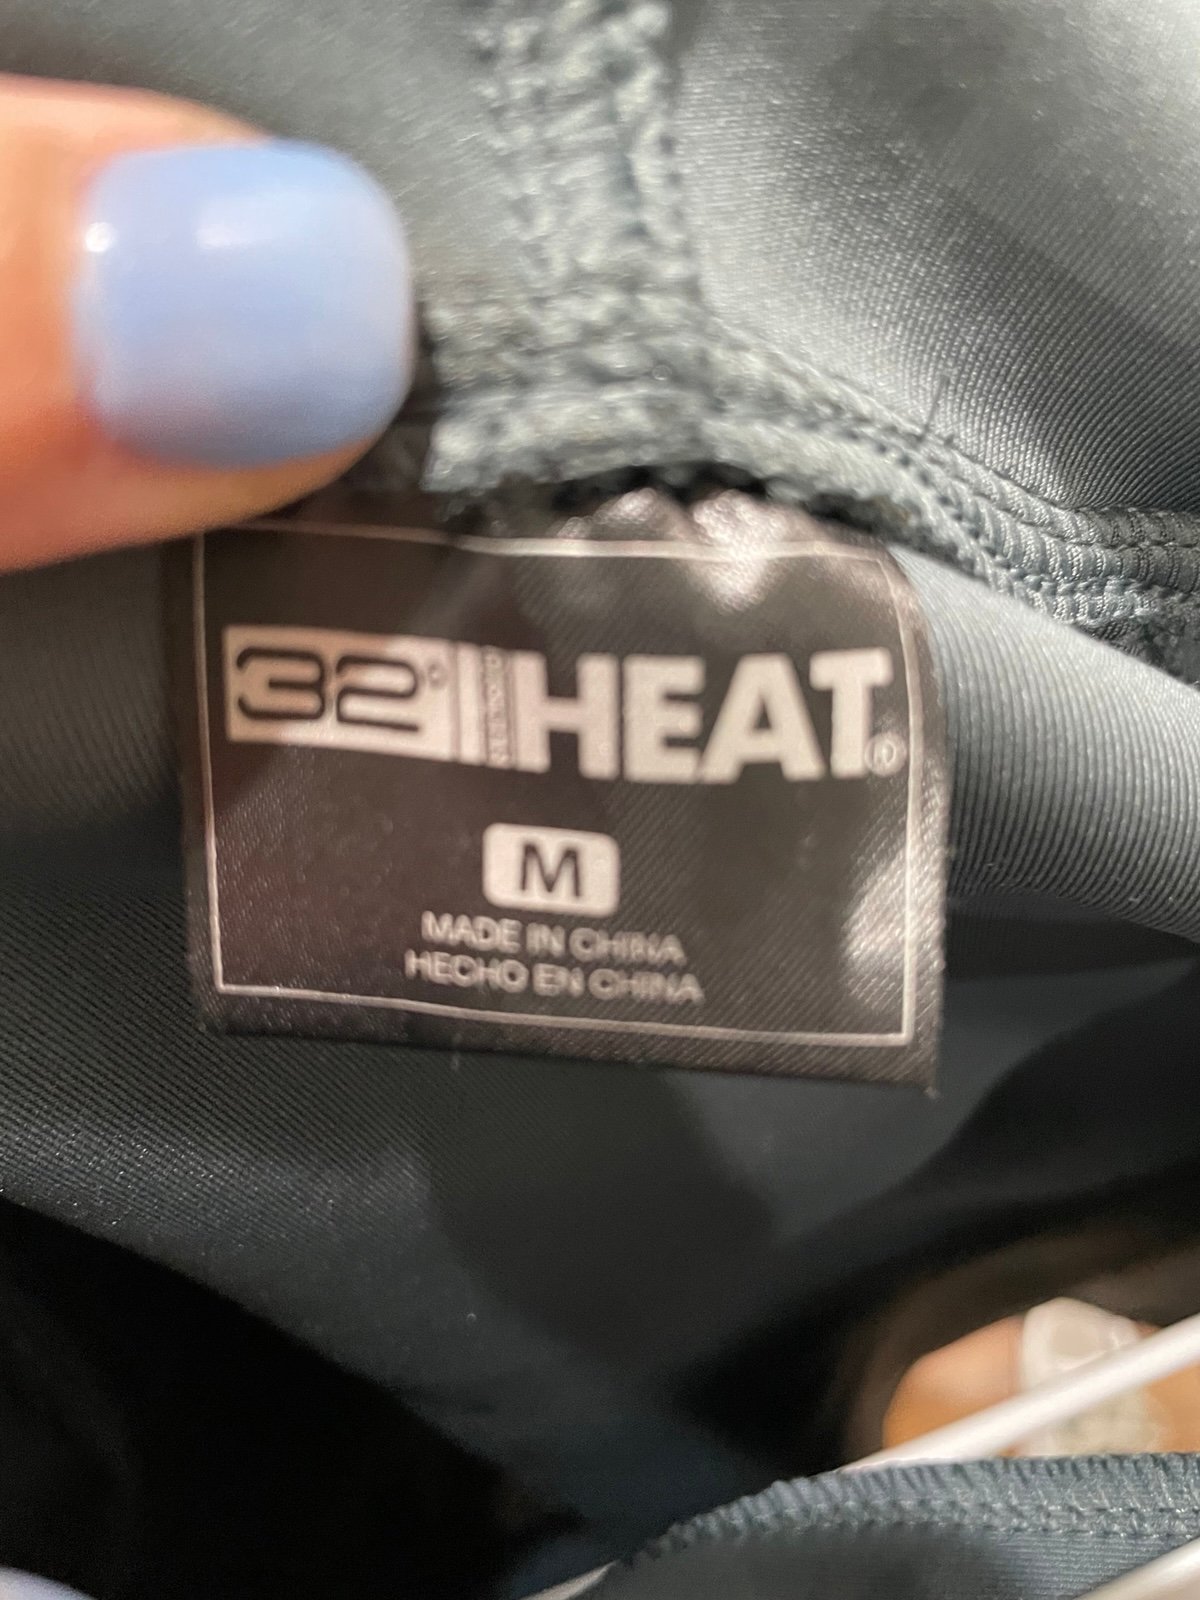 32° HEAT®
M
MADE IN CHINA
HECHO EN CHINA